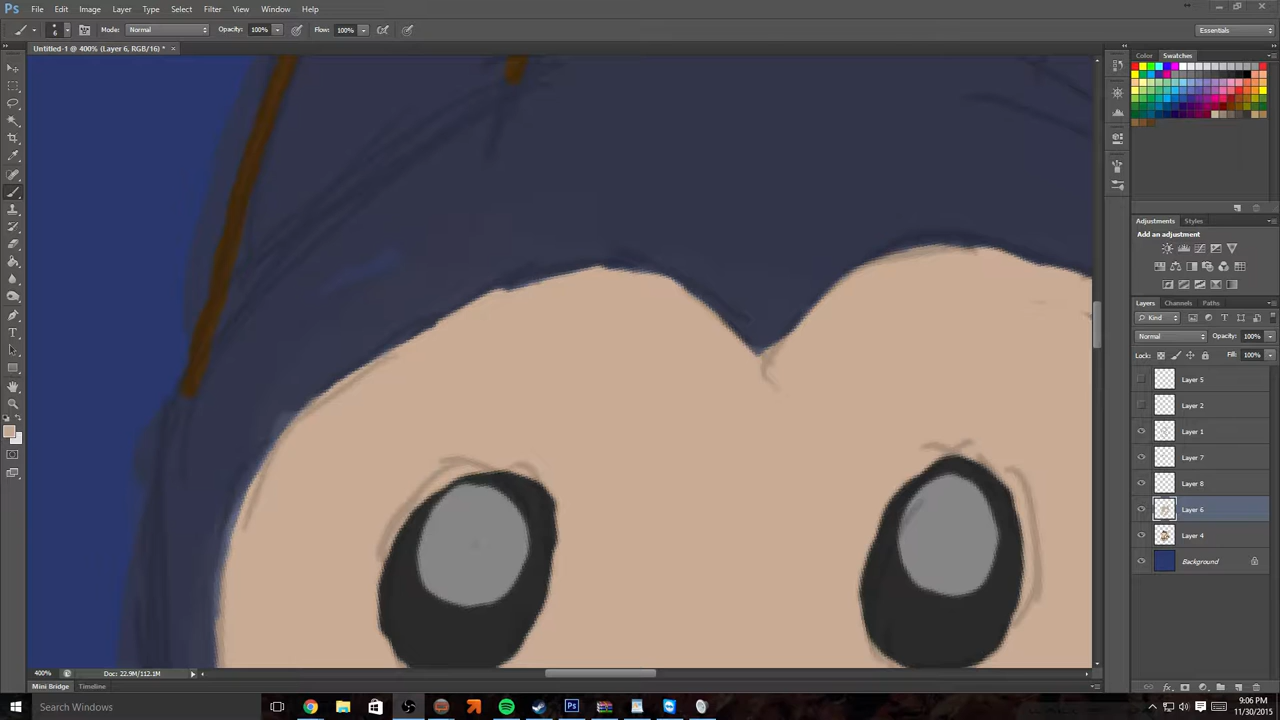 Ps File Edit Image Layer Type Select Filter View Window Help
6 Mode: Normal Opacity: 100% Flow: 100% Essentials
Untitled-1 @ 400% (Layer 6, RGB/16) * ×
Color Swatches
Adjustments Styles
Add an adjustment
Layers Channels Paths
Kind
Normal Opacity: 100%
Lock: Fill: 100%
Layer 5
Layer 2
Layer 1
Layer 7
Layer 8
Layer 6
Layer 4
Background
400% Doc: 22.9M/112.1M
Mini Bridge Timeline
Search Windows
9:06 PM
11/30/2015